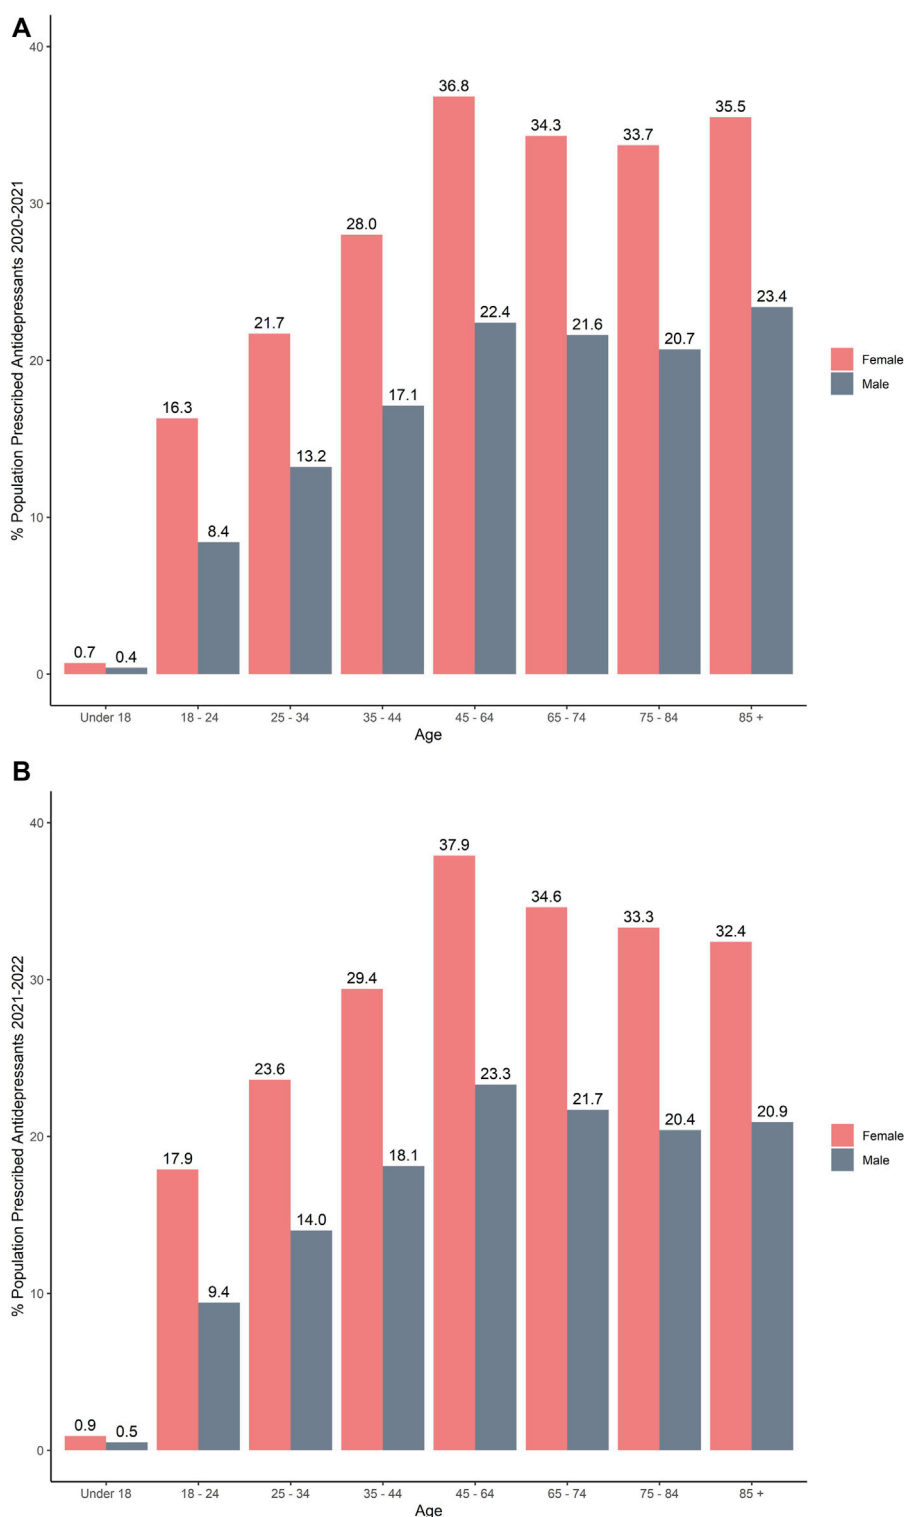 A
% Population Prescribed Antidepressants 2020-2021
40
30
20
10
0
0.7
0.4
16.3
8.4
21.7
13.2
28.0
17.1
36.8
22.4
34.3
21.6
33.7
20.7
35.5
23.4
Under 18
18 - 24
25 - 34
35 - 44
45 - 64
65 - 74
75 - 84
85 +
Age
Female
Male
B
% Population Prescribed Antidepressants 2021-2022
40
30
20
10
0
0.9
0.5
17.9
9.4
23.6
14.0
29.4
18.1
37.9
23.3
34.6
21.7
33.3
20.4
32.4
20.9
Under 18
18 - 24
25 - 34
35 - 44
45 - 64
65 - 74
75 - 84
85 +
Age
Female
Male